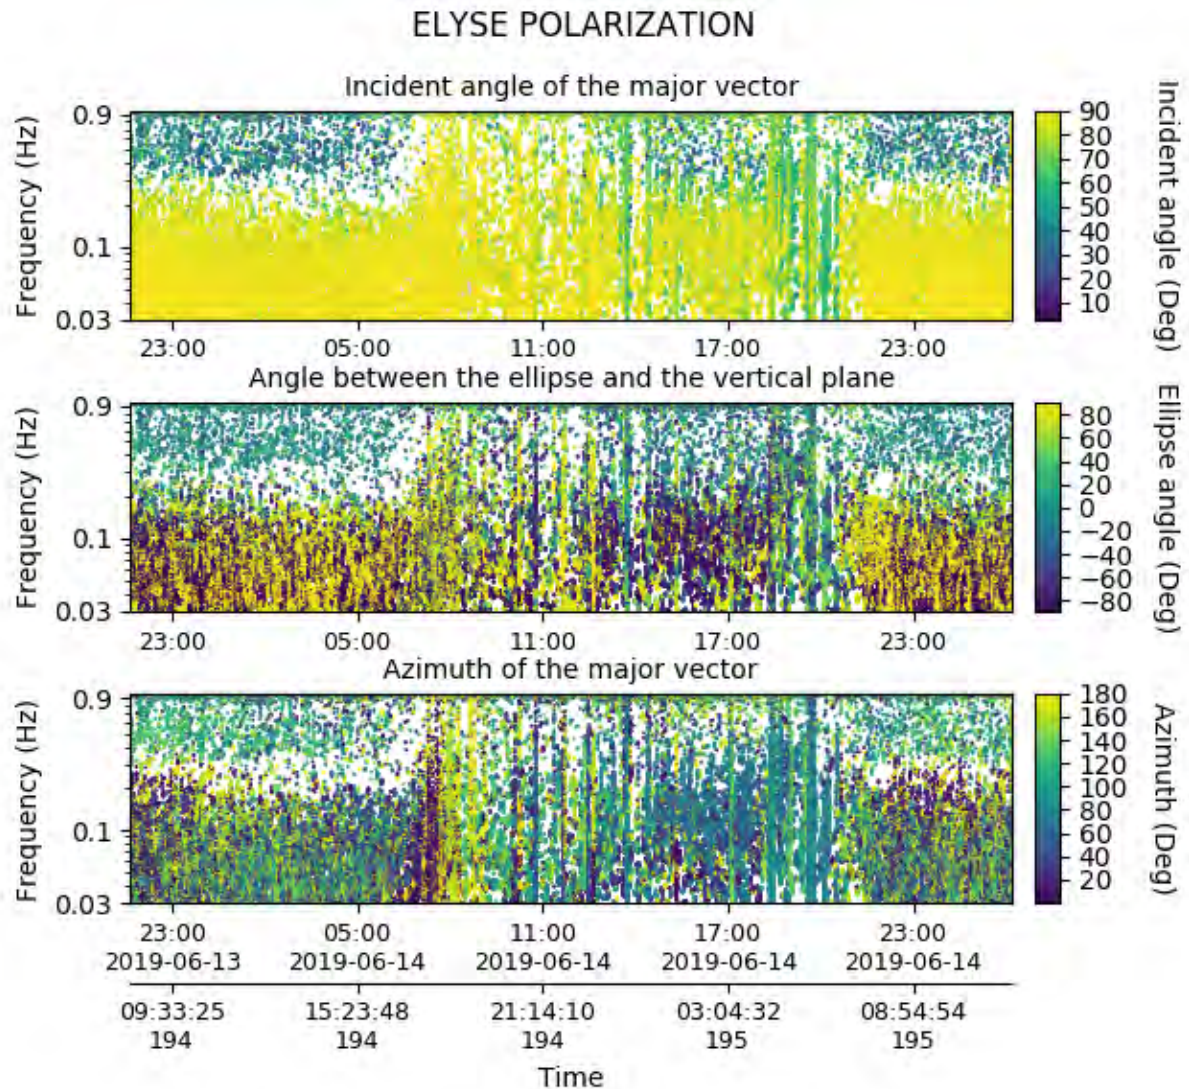 ELYSE POLARIZATION
Incident angle of the major vector
Frequency (Hz)
0.9
0.1
0.03
23:00 05:00 11:00 17:00 23:00
90
80
70
60
50
40
30
20
10
Incident angle (Deg)
Angle between the ellipse and the vertical plane
Frequency (Hz)
0.9
0.1
0.03
23:00 05:00 11:00 17:00 23:00
80
60
40
20
0
−20
−40
−60
−80
Ellipse angle (Deg)
Azimuth of the major vector
Frequency (Hz)
0.9
0.1
0.03
180
160
140
120
100
80
60
40
20
Azimuth (Deg)
23:00 05:00 11:00 17:00 23:00
2019-06-13 2019-06-14 2019-06-14 2019-06-14 2019-06-14
09:33:25 15:23:48 21:14:10 03:04:32 08:54:54
194 194 194 195 195
Time